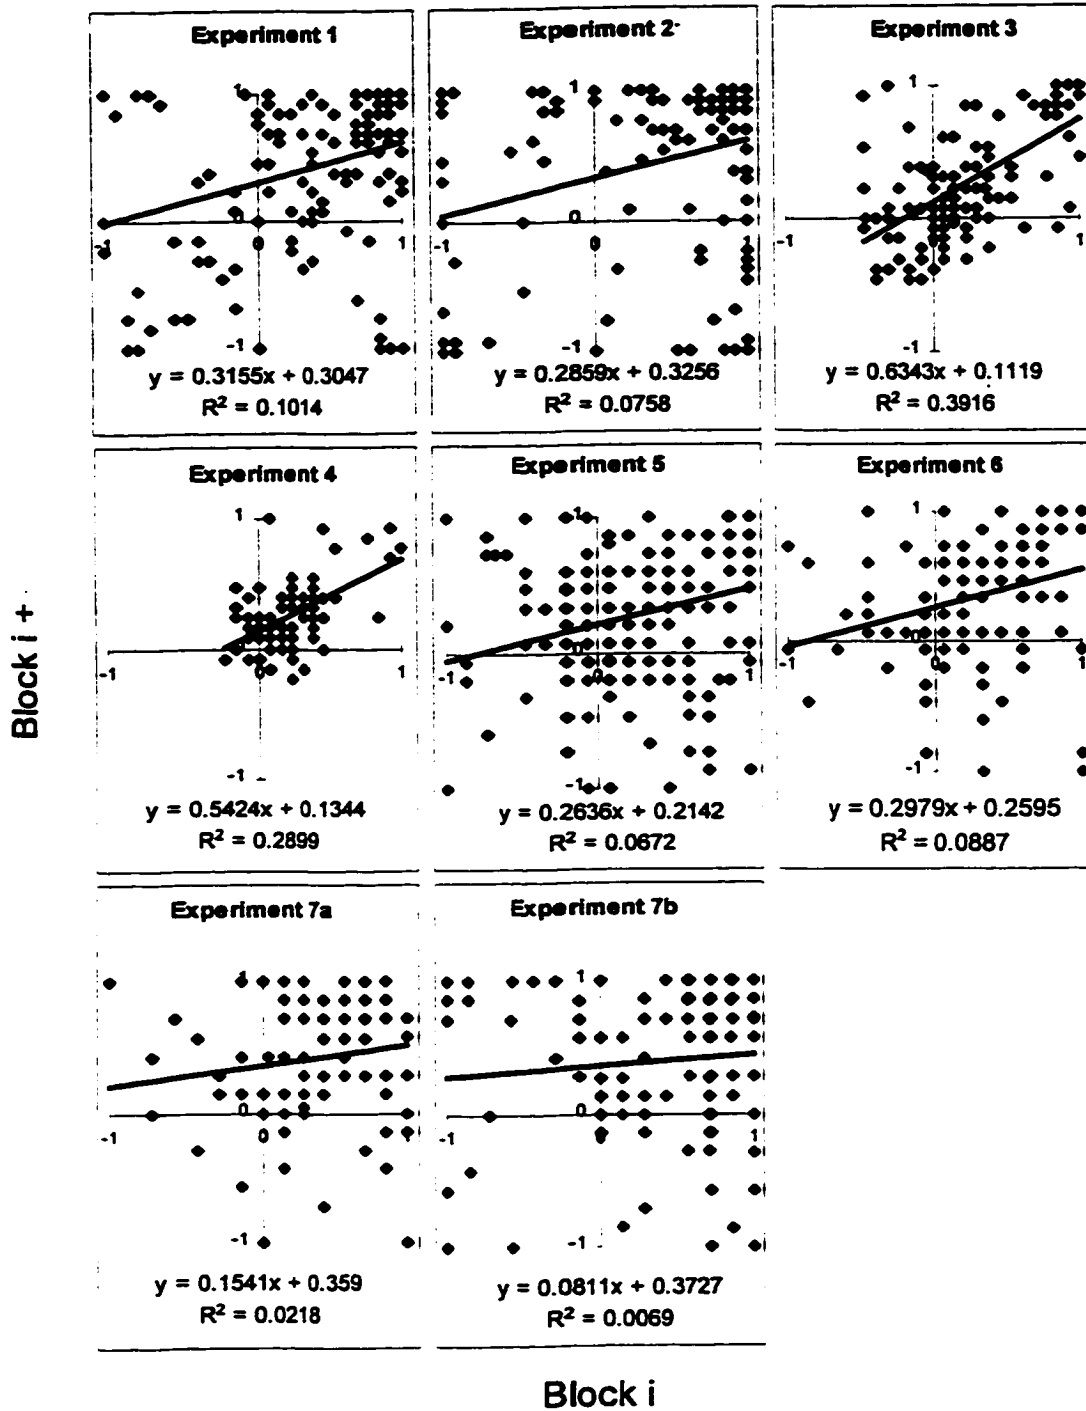 Experiment 1
1
0
-1
0
1
-1
y = 0.3155x + 0.3047
R² = 0.1014
Experiment 2
1
0
-1
0
1
-1
y = 0.2859x + 0.3256
R² = 0.0758
Experiment 3
1
0
-1
0
1
-1
y = 0.6343x + 0.1119
R² = 0.3916
Experiment 4
1
0
-1
0
1
-1
y = 0.5424x + 0.1344
R² = 0.2899
Experiment 5
1
0
-1
0
1
-1
y = 0.2636x + 0.2142
R² = 0.0672
Experiment 6
1
0
-1
0
1
-1
y = 0.2979x + 0.2595
R² = 0.0887
Experiment 7a
1
0
-1
0
1
-1
y = 0.1541x + 0.359
R² = 0.0218
Experiment 7b
1
0
-1
0
1
-1
y = 0.0811x + 0.3727
R² = 0.0069
Block i +
Block i